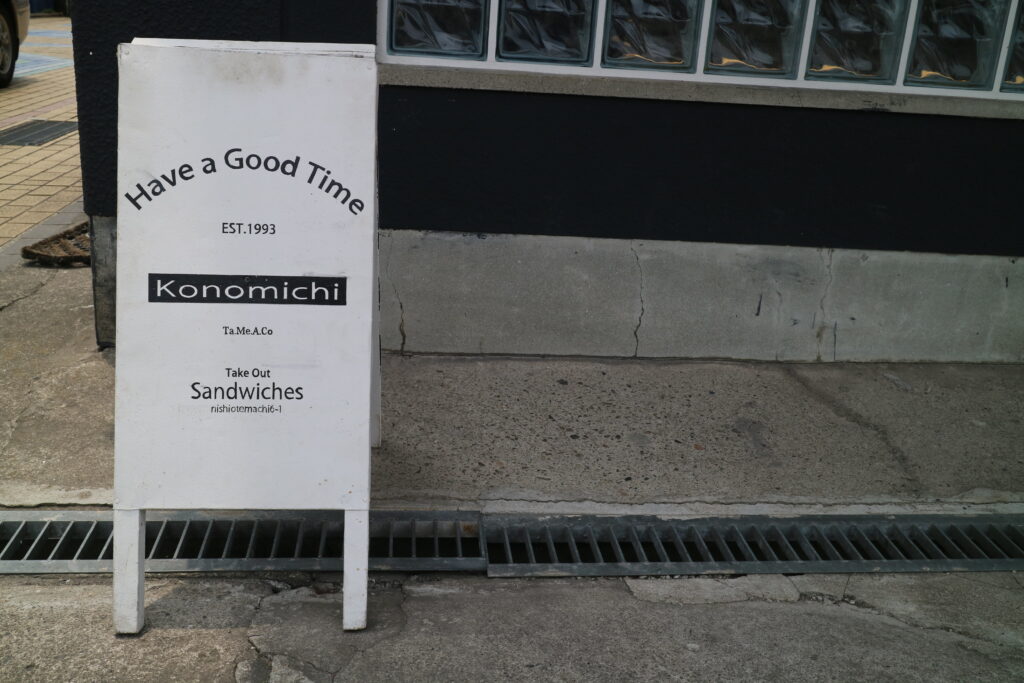 Have a Good Time
EST.1993
Konomichi
Ta.Me.A.Co
Take Out
Sandwiches
nishiotemachi6-1